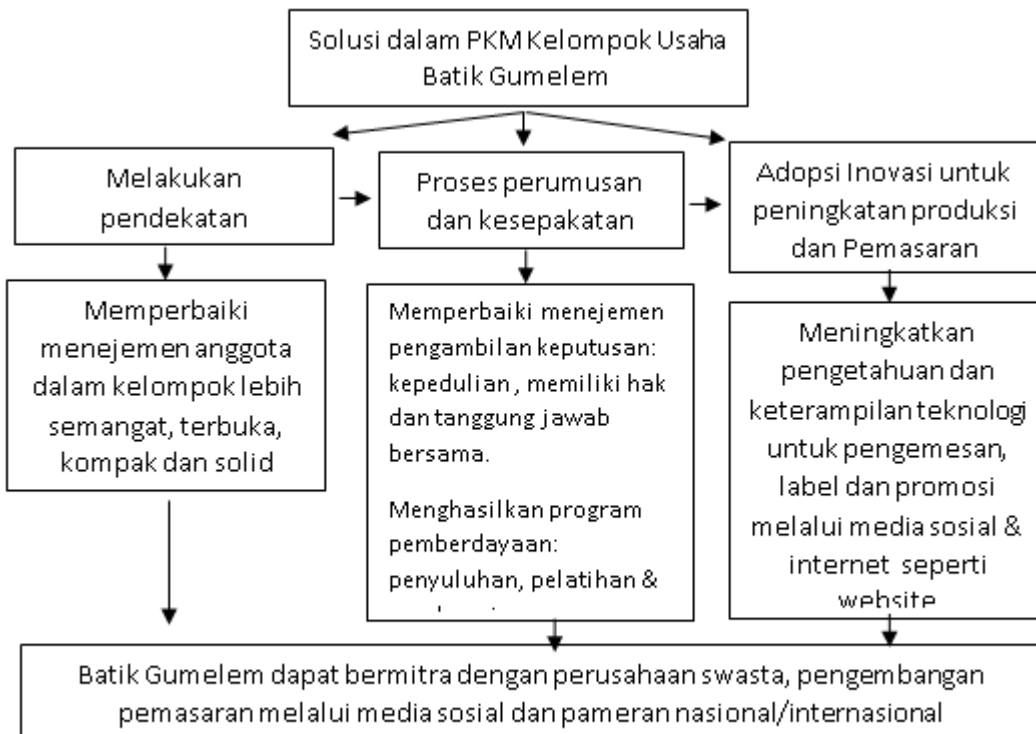 Solusi dalam PKM Kelompok Usaha
Batik Gumelem
Melakukan
pendekatan
Proses perumusan
dan kesepakatan
Adopsi Inovasi untuk
peningkatan produksi
dan Pemasaran
Memperbaiki
menejemen anggota
dalam kelompok lebih
semangat, terbuka,
kompak dan solid
Memperbaiki menejemen
pengambilan keputusan:
kepedulian , memiliki hak
dan tanggung jawab
bersama.
Menghasilkan program
pemberdayaan:
penyuluhan, pelatihan &
Meningkatkan
pengetahuan dan
keterampilan teknologi
untuk pengemesan,
label dan promosi
melalui media sosial &
internet seperti
website
Batik Gumelem dapat bermitra dengan perusahaan swasta, pengembangan
pemasaran melalui media sosial dan pameran nasional/internasional